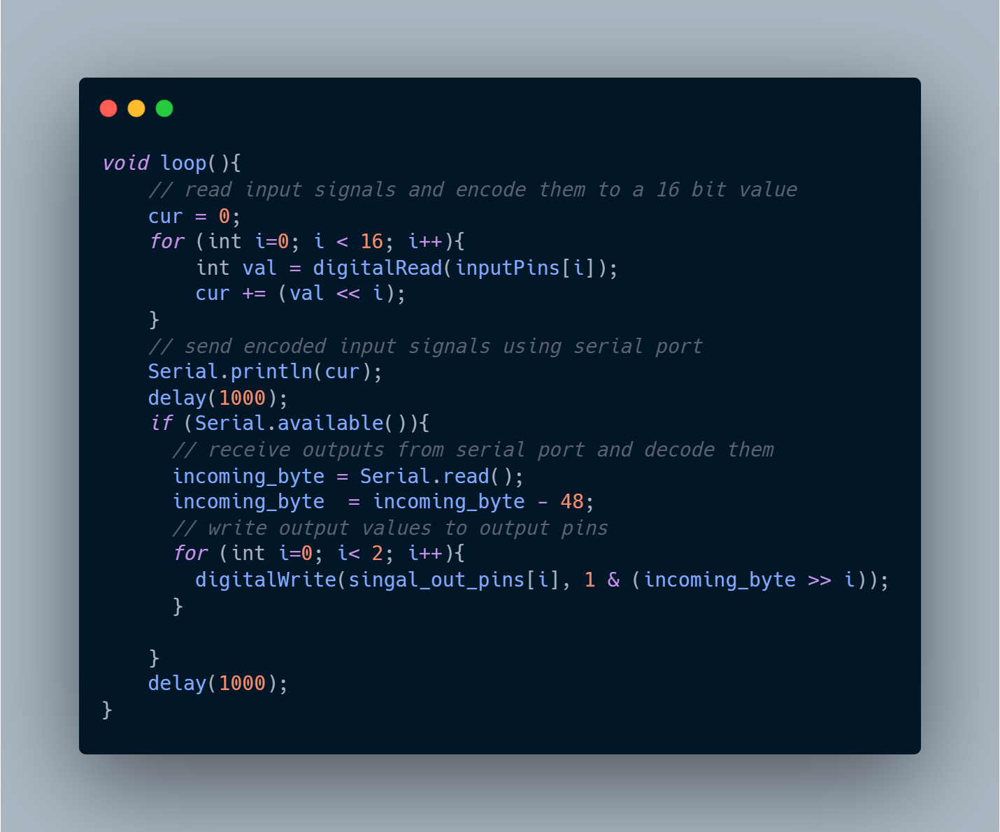 void loop(){
    // read input signals and encode them to a 16 bit value
    cur = 0;
    for (int i=0; i < 16; i++){
        int val = digitalRead(inputPins[i]);
        cur += (val << i);
    }
    // send encoded input signals using serial port
    Serial.println(cur);
    delay(1000);
    if (Serial.available()){
      // receive outputs from serial port and decode them
      incoming_byte = Serial.read();
      incoming_byte  = incoming_byte - 48;
      // write output values to output pins
      for (int i=0; i< 2; i++){
        digitalWrite(singal_out_pins[i], 1 & (incoming_byte >> i));
      }

    }
    delay(1000);
}